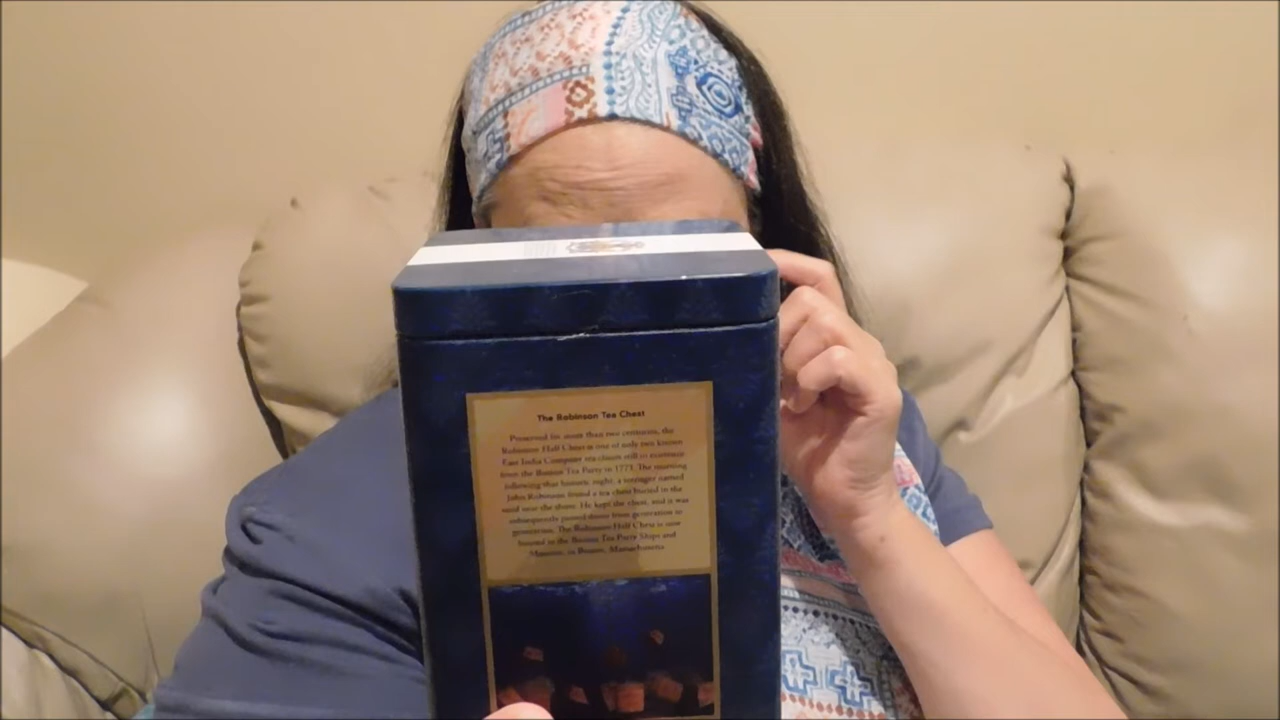 The Robinson Tea Chest
Preserved for more than two centuries, the
Robinson Half Chest is one of only two known
East India Company tea chests still in existence
from the Boston Tea Party in 1773. The morning
following that historic night, a teenager named
John Robinson found a tea chest buried in the
sand near the shore. He kept the chest, and it was
subsequently passed down from generation to
generation. The Robinson Half Chest is now
housed in the Boston Tea Party Ships and
Museum, in Boston, Massachusetts.